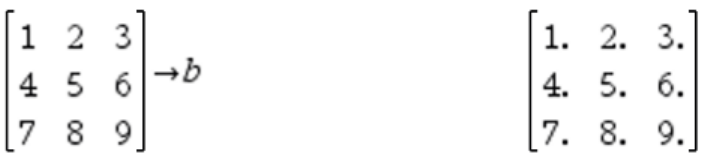 1 2 3 1. 2. 3.
4 5 6 →b 4. 5. 6.
7 8 9 7. 8. 9.